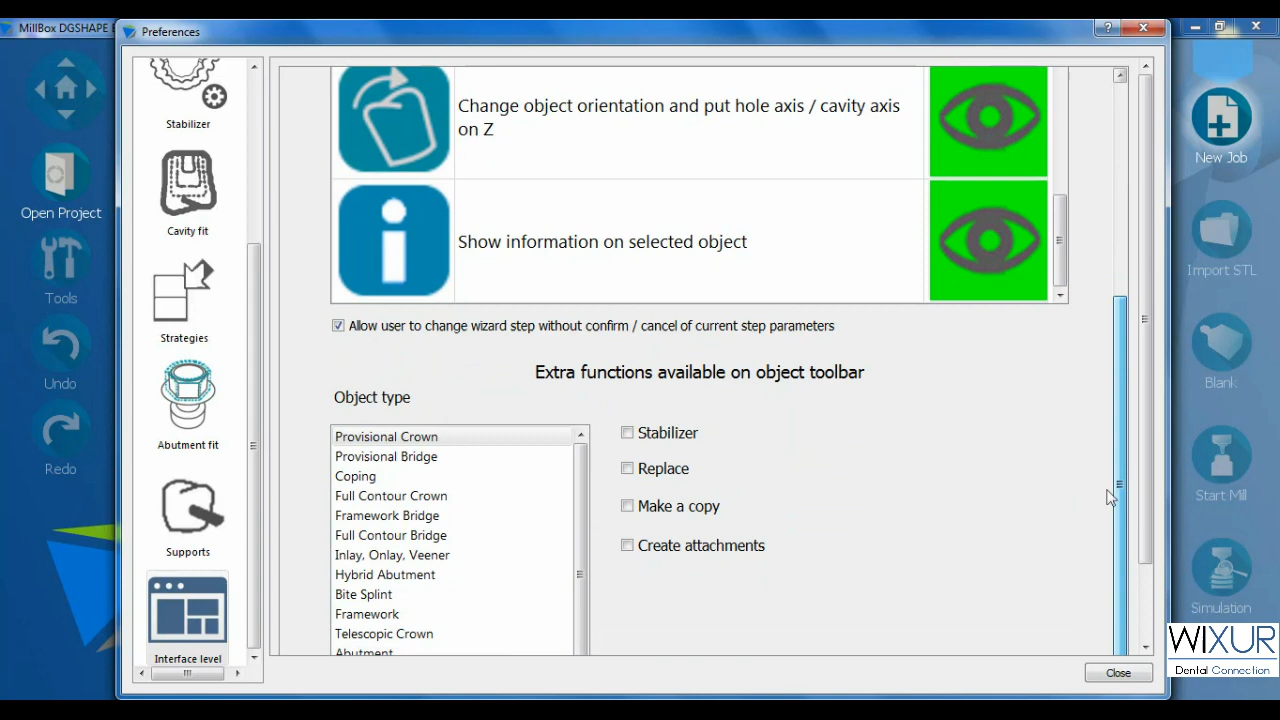 MillBox DGSHAPE
Preferences
Stabilizer
Cavity fit
Strategies
Abutment fit
Supports
Interface level
Open Project
Tools
Undo
Redo
Change object orientation and put hole axis / cavity axis
on Z
Show information on selected object
Allow user to change wizard step without confirm / cancel of current step parameters
Extra functions available on object toolbar
Object type
Provisional Crown
Provisional Bridge
Coping
Full Contour Crown
Framework Bridge
Full Contour Bridge
Inlay, Onlay, Veener
Hybrid Abutment
Bite Splint
Framework
Telescopic Crown
Abutment
Stabilizer
Replace
Make a copy
Create attachments
Close
New Job
Import STL
Blank
Start Mill
Simulation
WIXUR
Dental Connection